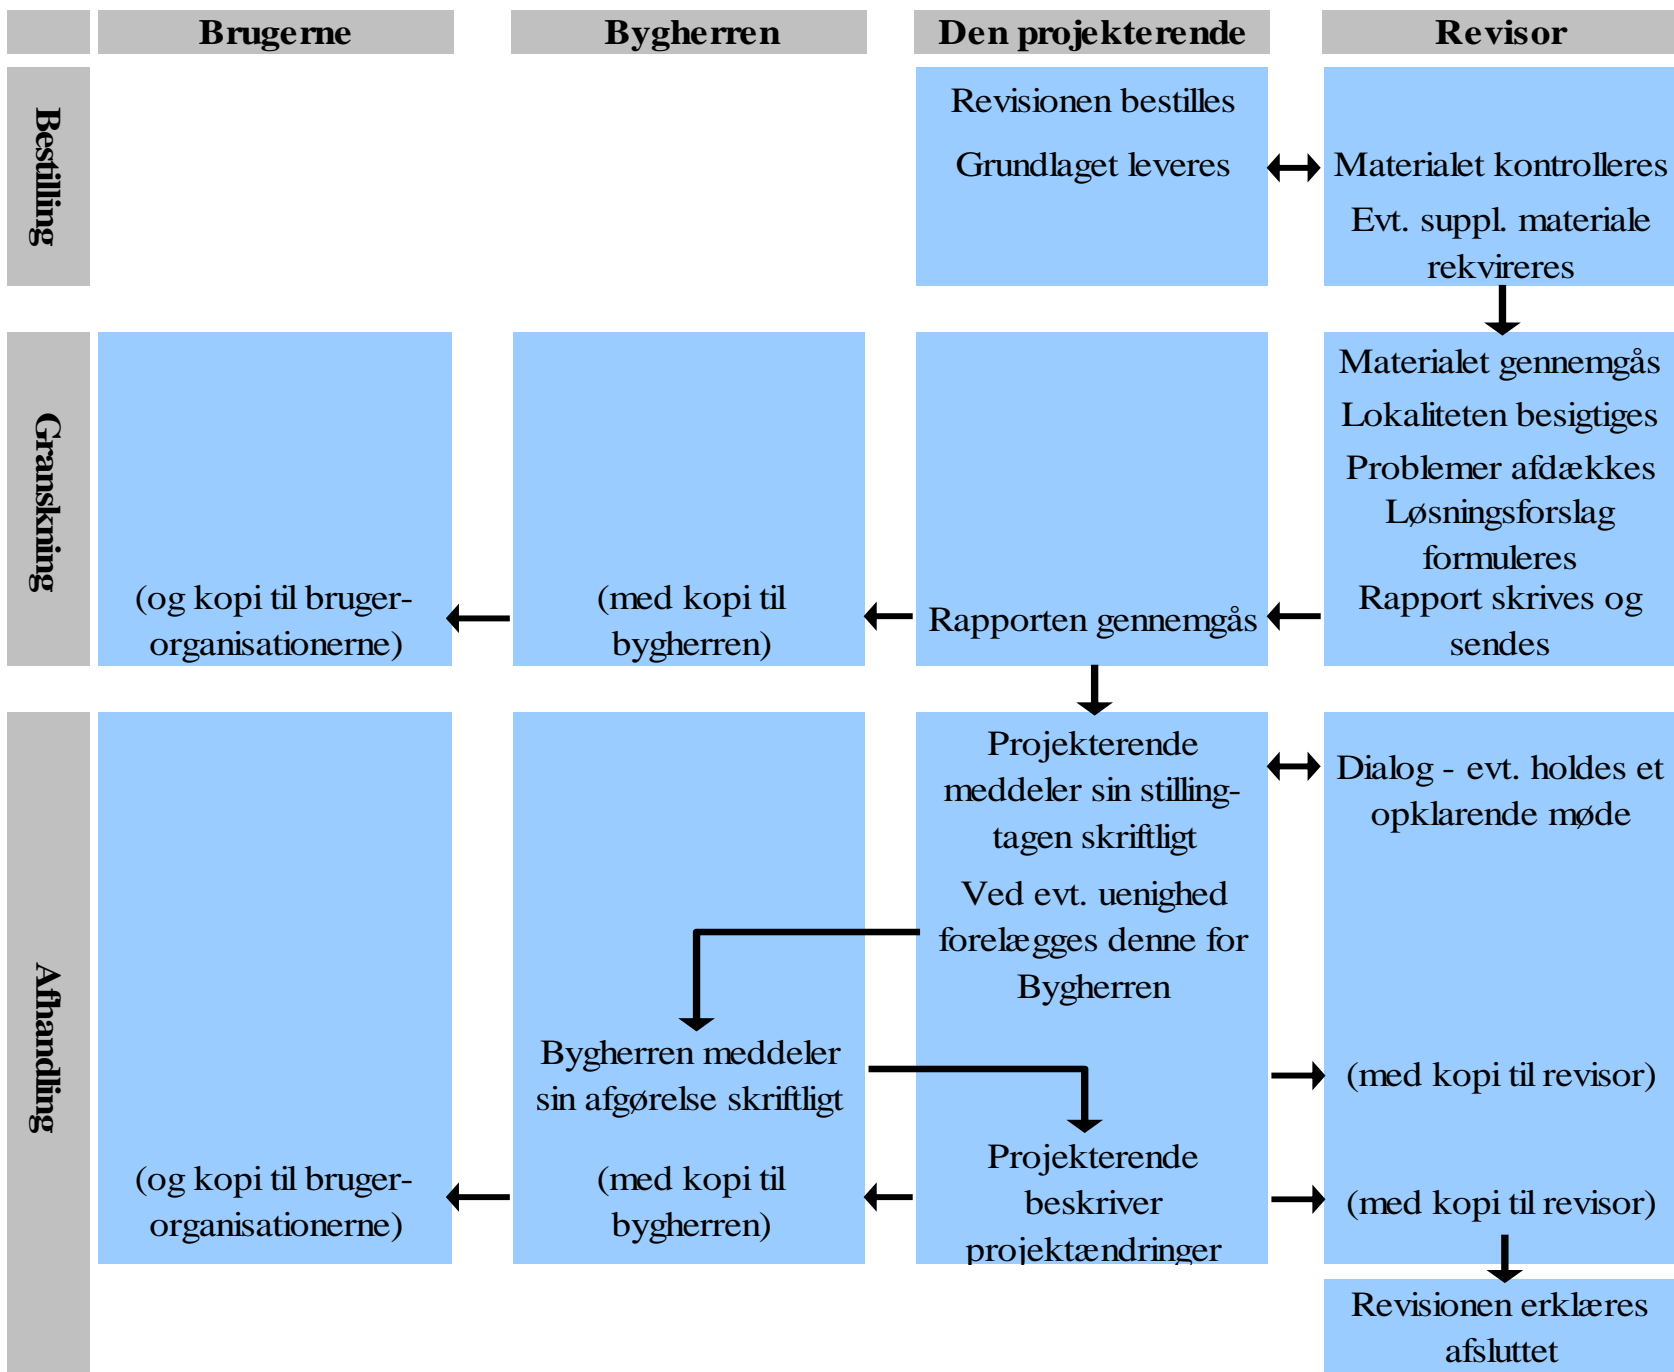 Brugerne
Bygherren
Den projekterende
Revisor
Bestilling
Revisionen bestilles
Grundlaget leveres
Materialet kontrolleres
Evt. suppl. materiale
rekvireres
Granskning
Materialet gennemgås
Lokaliteten besigtiges
Problemer afdækkes
Løsningsforslag
formuleres
Rapport skrives og
sendes
Rapporten gennemgås
(med kopi til
bygherren)
(og kopi til bruger-
organisationerne)
Afhandling
Projekterende
meddeler sin stilling-
tagen skriftligt
Dialog - evt. holdes et
opklarende møde
Ved evt. uenighed
forelægges denne for
Bygherren
Bygherren meddeler
sin afgørelse skriftligt
(med kopi til revisor)
Projekterende
beskriver
projektændringer
(med kopi til
bygherren)
(og kopi til bruger-
organisationerne)
(med kopi til revisor)
Revisionen erklæres
afsluttet